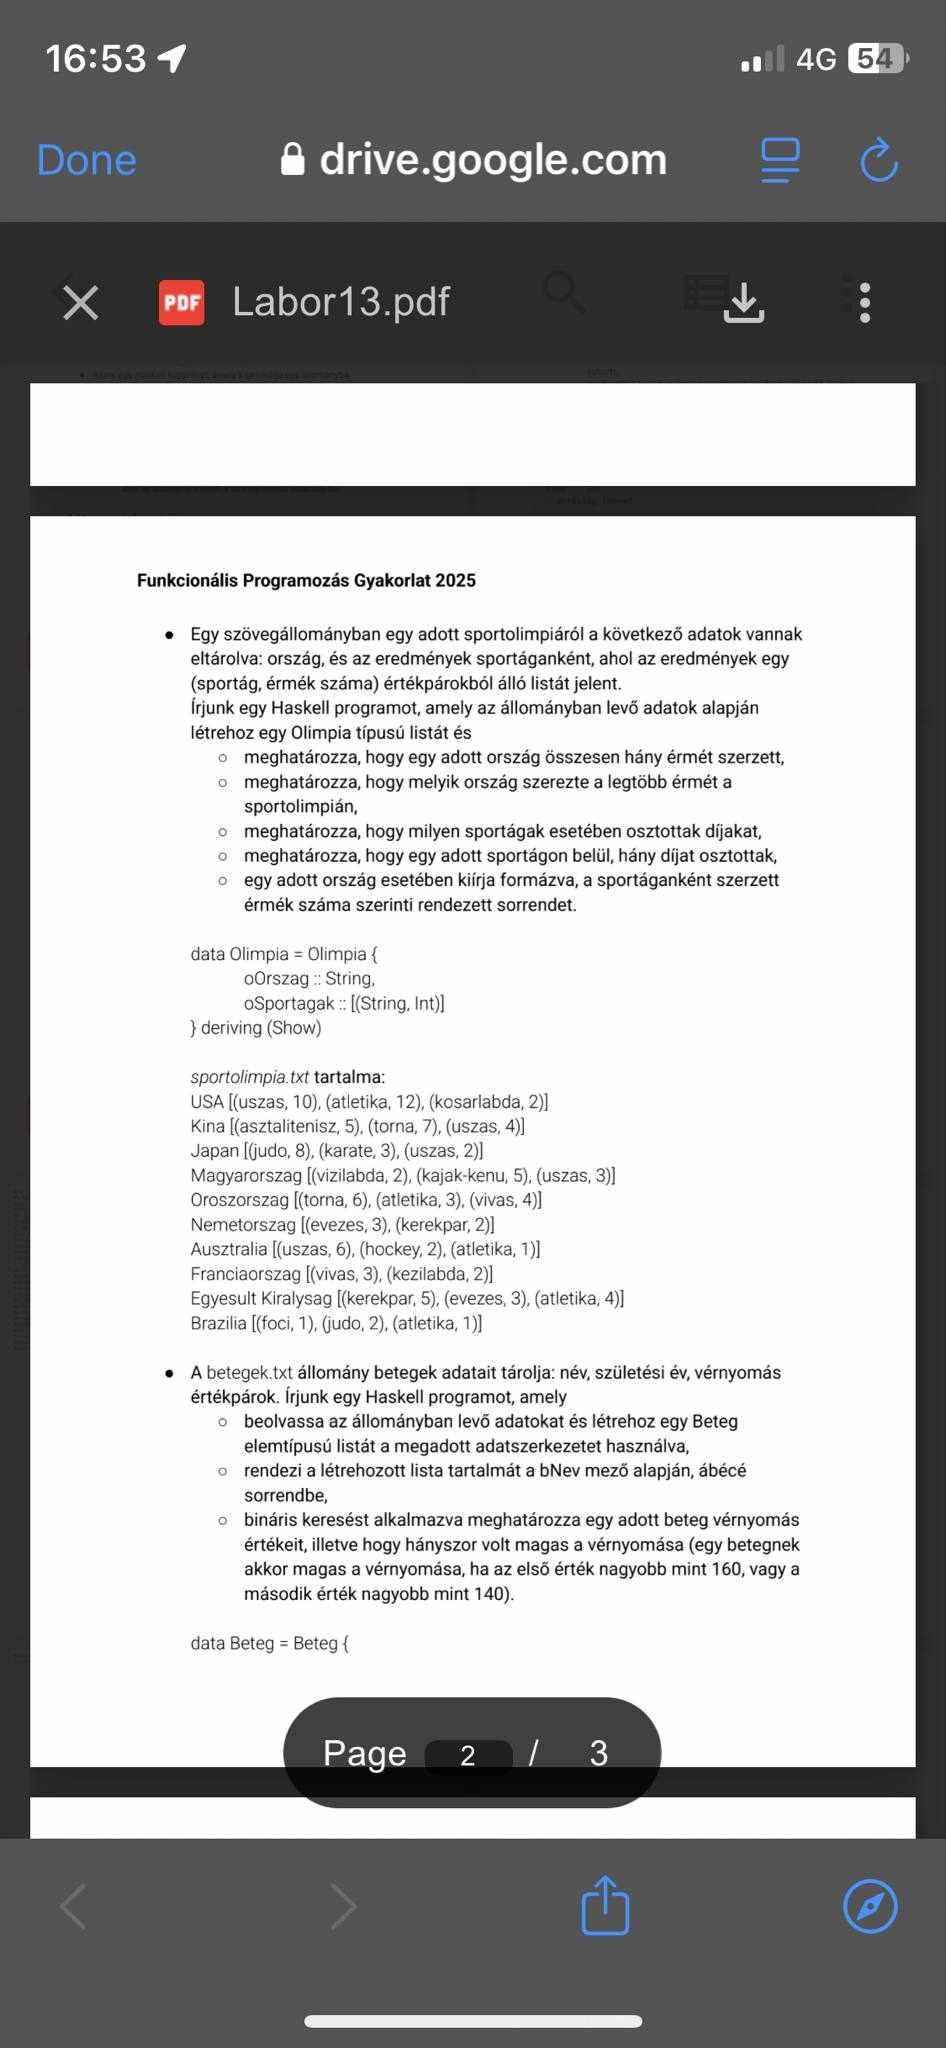 16:53
4G
54
Done
drive.google.com
PDF
Labor13.pdf
Funkcionális Programozás Gyakorlat 2025
● Egy szövegállományban egy adott sportolimpiáról a következő adatok vannak
eltárolva: ország, és az eredmények sportáganként, ahol az eredmények egy
(sportág, érmék száma) értékpárokból álló listát jelent.
Írjunk egy Haskell programot, amely az állományban levő adatok alapján
létrehoz egy Olimpia típusú listát és
○ meghatározza, hogy egy adott ország összesen hány érmét szerzett,
○ meghatározza, hogy melyik ország szerezte a legtöbb érmét a
sportolimpián,
○ meghatározza, hogy milyen sportágak esetében osztottak díjakat,
○ meghatározza, hogy egy adott sportágon belül, hány díjat osztottak,
○ egy adott ország esetében kiírja formázva, a sportáganként szerzett
érmék száma szerinti rendezett sorrendet.
data Olimpia = Olimpia {
oOrszag :: String,
oSportagak :: [(String, Int)]
} deriving (Show)
sportolimpia.txt tartalma:
USA [(uszas, 10), (atletika, 12), (kosarlabda, 2)]
Kina [(asztalitenisz, 5), (torna, 7), (uszas, 4)]
Japan [(judo, 8), (karate, 3), (uszas, 2)]
Magyarorszag [(vizilabda, 2), (kajak-kenu, 5), (uszas, 3)]
Oroszorszag [(torna, 6), (atletika, 3), (vivas, 4)]
Nemetorszag [(evezes, 3), (kerekpar, 2)]
Ausztralia [(uszas, 6), (hockey, 2), (atletika, 1)]
Franciaorszag [(vivas, 3), (kezilabda, 2)]
Egyesult Kiralysag [(kerekpar, 5), (evezes, 3), (atletika, 4)]
Brazilia [(foci, 1), (judo, 2), (atletika, 1)]
● A betegek.txt állomány betegek adatait tárolja: név, születési év, vérnyomás
értékpárok. Írjunk egy Haskell programot, amely
○ beolvassa az állományban levő adatokat és létrehoz egy Beteg
elemtípusú listát a megadott adatszerkezetet használva,
○ rendezi a létrehozott lista tartalmát a bNev mező alapján, ábécé
sorrendbe,
○ bináris keresést alkalmazva meghatározza egy adott beteg vérnyomás
értékeit, illetve hogy hányszor volt magas a vérnyomása (egy betegnek
akkor magas a vérnyomása, ha az első érték nagyobb mint 160, vagy a
második érték nagyobb mint 140).
data Beteg = Beteg {
Page 2 / 3